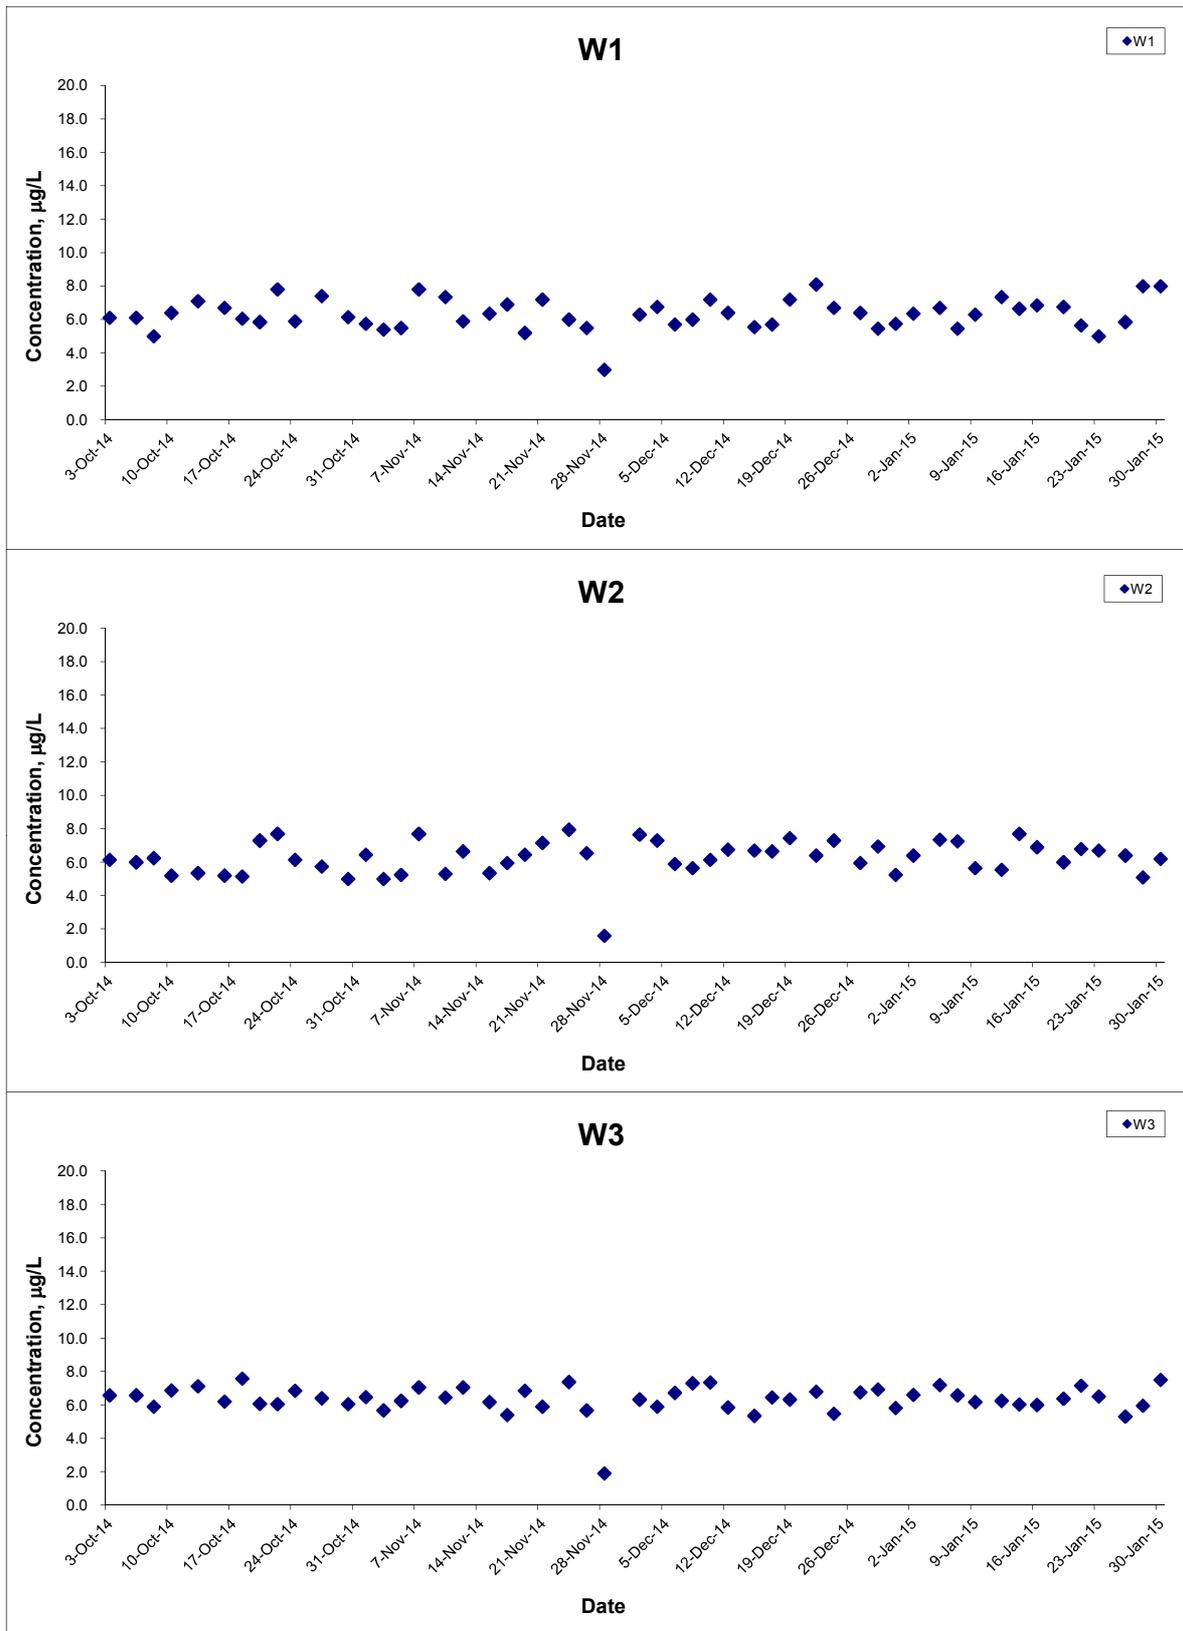 W1
W1
20.0
18.0
16.0
14.0
12.0
10.0
8.0
6.0
4.0
2.0
0.0
Concentration, µg/L
3-Oct-14
10-Oct-14
17-Oct-14
24-Oct-14
31-Oct-14
7-Nov-14
14-Nov-14
21-Nov-14
28-Nov-14
5-Dec-14
12-Dec-14
19-Dec-14
26-Dec-14
2-Jan-15
9-Jan-15
16-Jan-15
23-Jan-15
30-Jan-15
Date
W2
W2
20.0
18.0
16.0
14.0
12.0
10.0
8.0
6.0
4.0
2.0
0.0
Concentration, µg/L
3-Oct-14
10-Oct-14
17-Oct-14
24-Oct-14
31-Oct-14
7-Nov-14
14-Nov-14
21-Nov-14
28-Nov-14
5-Dec-14
12-Dec-14
19-Dec-14
26-Dec-14
2-Jan-15
9-Jan-15
16-Jan-15
23-Jan-15
30-Jan-15
Date
W3
W3
20.0
18.0
16.0
14.0
12.0
10.0
8.0
6.0
4.0
2.0
0.0
Concentration, µg/L
3-Oct-14
10-Oct-14
17-Oct-14
24-Oct-14
31-Oct-14
7-Nov-14
14-Nov-14
21-Nov-14
28-Nov-14
5-Dec-14
12-Dec-14
19-Dec-14
26-Dec-14
2-Jan-15
9-Jan-15
16-Jan-15
23-Jan-15
30-Jan-15
Date